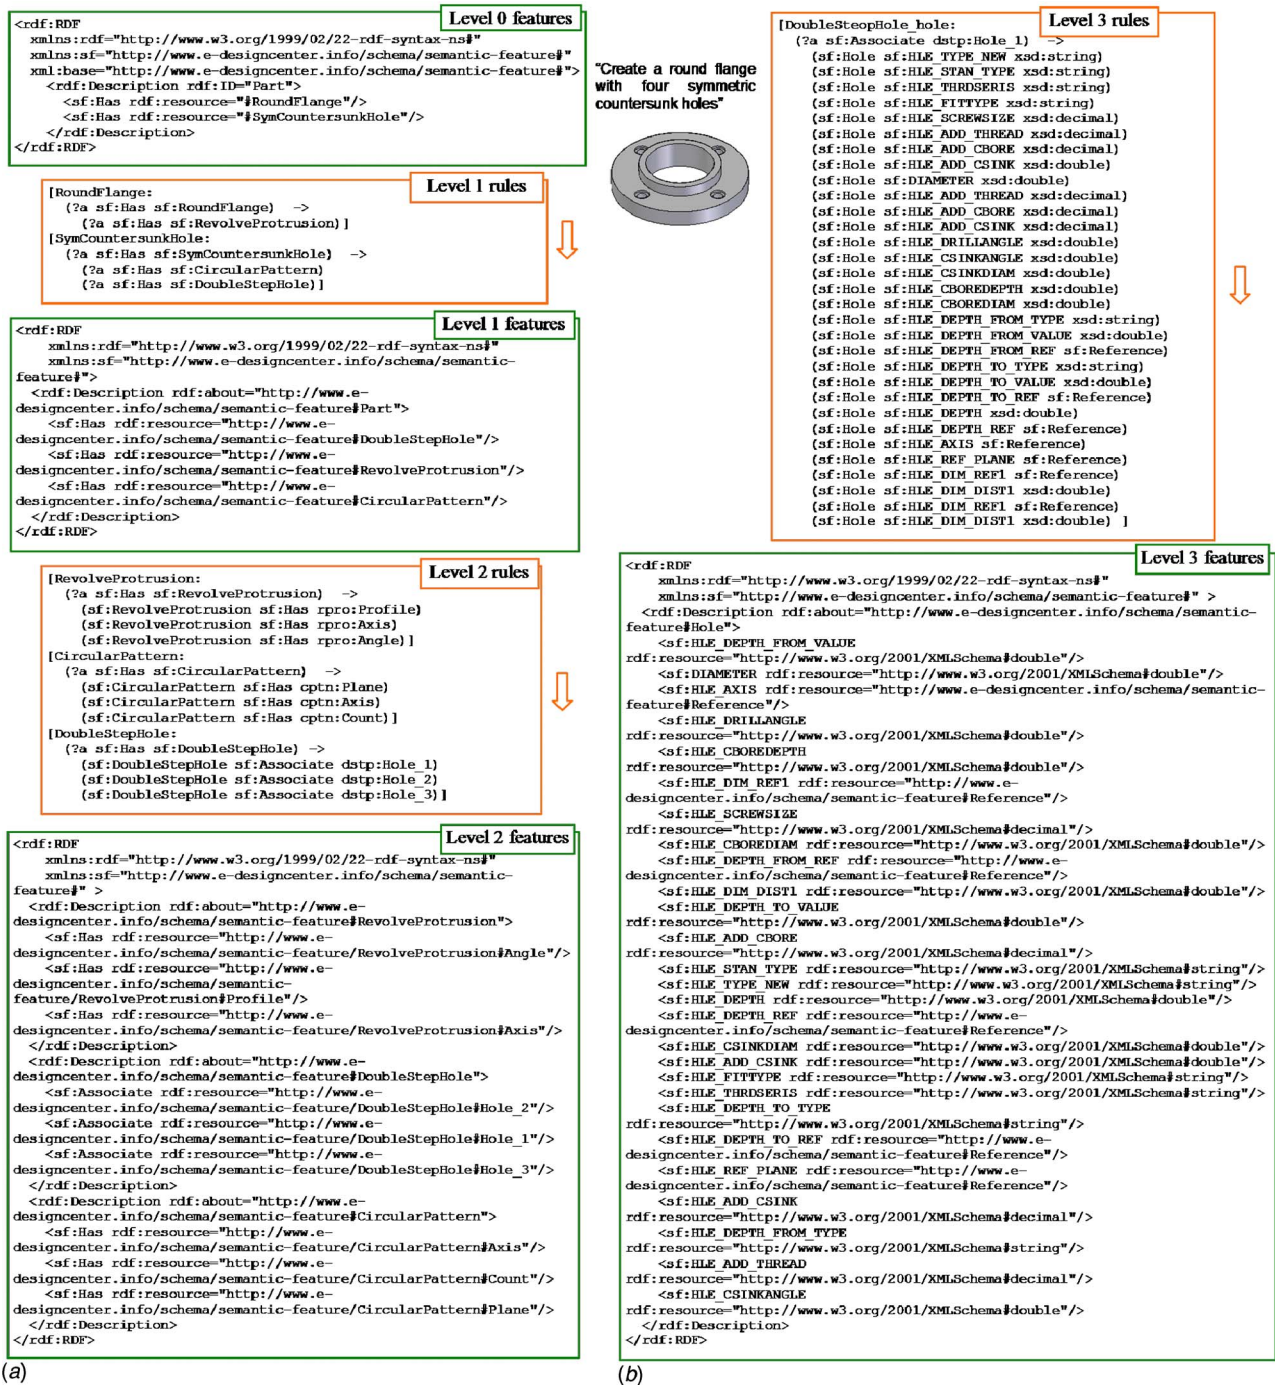 Level 0 features
<rdf:RDF
xmlns:rdf="http://www.w3.org/1999/02/22-rdf-syntax-ns#"
xmlns:sf="http://www.e-designcenter.info/schema/semantic-feature#"
xml:base="http://www.e-designcenter.info/schema/semantic-feature#">
<rdf:Description rdf:ID="Part">
<sf:Has rdf:resource="#RoundFlange"/>
<sf:Has rdf:resource="#SymCountersunkHole"/>
</rdf:Description>
</rdf:RDF>
Level 1 rules
[RoundFlange:
(?a sf:Has sf:RoundFlange) ->
(?a sf:Has sf:RevolveProtrusion)]
[SymCountersunkHole:
(?a sf:Has sf:SymCountersunkHole) ->
(?a sf:Has sf:CircularPattern)
(?a sf:Has sf:DoubleStepHole)]
Level 1 features
<rdf:RDF
xmlns:rdf="http://www.w3.org/1999/02/22-rdf-syntax-ns#"
xmlns:sf="http://www.e-designcenter.info/schema/semantic-
feature#">
<rdf:Description rdf:about="http://www.e-
designcenter.info/schema/semantic-feature#Part">
<sf:Has rdf:resource="http://www.e-
designcenter.info/schema/semantic-feature#DoubleStepHole"/>
<sf:Has rdf:resource="http://www.e-
designcenter.info/schema/semantic-feature#RevolveProtrusion"/>
<sf:Has rdf:resource="http://www.e-
designcenter.info/schema/semantic-feature#CircularPattern"/>
</rdf:Description>
</rdf:RDF>
Level 2 rules
[RevolveProtrusion:
(?a sf:Has sf:RevolveProtrusion) ->
(sf:RevolveProtrusion sf:Has rpro:Profile)
(sf:RevolveProtrusion sf:Has rpro:Axis)
(sf:RevolveProtrusion sf:Has rpro:Angle)]
[CircularPattern:
(?a sf:Has sf:CircularPattern) ->
(sf:CircularPattern sf:Has cptn:Plane)
(sf:CircularPattern sf:Has cptn:Axis)
(sf:CircularPattern sf:Has cptn:Count)]
[DoubleStepHole:
(?a sf:Has sf:DoubleStepHole) ->
(sf:DoubleStepHole sf:Associate dstp:Hole_1)
(sf:DoubleStepHole sf:Associate dstp:Hole_2)
(sf:DoubleStepHole sf:Associate dstp:Hole_3)]
Level 2 features
<rdf:RDF
xmlns:rdf="http://www.w3.org/1999/02/22-rdf-syntax-ns#"
xmlns:sf="http://www.e-designcenter.info/schema/semantic-
feature#" >
<rdf:Description rdf:about="http://www.e-
designcenter.info/schema/semantic-feature#RevolveProtrusion">
<sf:Has rdf:resource="http://www.e-
designcenter.info/schema/semantic-feature/RevolveProtrusion#Angle"/>
<sf:Has rdf:resource="http://www.e-
designcenter.info/schema/semantic-
feature/RevolveProtrusion#Profile"/>
<sf:Has rdf:resource="http://www.e-
designcenter.info/schema/semantic-feature/RevolveProtrusion#Axis"/>
</rdf:Description>
<rdf:Description rdf:about="http://www.e-
designcenter.info/schema/semantic-feature#DoubleStepHole">
<sf:Associate rdf:resource="http://www.e-
designcenter.info/schema/semantic-feature/DoubleStepHole#Hole_2"/>
<sf:Associate rdf:resource="http://www.e-
designcenter.info/schema/semantic-feature/DoubleStepHole#Hole_1"/>
<sf:Associate rdf:resource="http://www.e-
designcenter.info/schema/semantic-feature/DoubleStepHole#Hole_3"/>
</rdf:Description>
<rdf:Description rdf:about="http://www.e-
designcenter.info/schema/semantic-feature#CircularPattern">
<sf:Has rdf:resource="http://www.e-
designcenter.info/schema/semantic-feature/CircularPattern#Axis"/>
<sf:Has rdf:resource="http://www.e-
designcenter.info/schema/semantic-feature/CircularPattern#Count"/>
<sf:Has rdf:resource="http://www.e-
designcenter.info/schema/semantic-feature/CircularPattern#Plane"/>
</rdf:Description>
</rdf:RDF>
(a)
"Create a round flange
with four symmetric
countersunk holes"
Level 3 rules
[DoubleSteopHole_hole:
(?a sf:Associate dstp:Hole_1) ->
(sf:Hole sf:HLE_TYPE_NEW xsd:string)
(sf:Hole sf:HLE_STAN_TYPE xsd:string)
(sf:Hole sf:HLE_THRDSERIS xsd:string)
(sf:Hole sf:HLE_FITTYPE xsd:string)
(sf:Hole sf:HLE_SCREWSIZE xsd:decimal)
(sf:Hole sf:HLE_ADD_THREAD xsd:decimal)
(sf:Hole sf:HLE_ADD_CBORE xsd:decimal)
(sf:Hole sf:HLE_ADD_CSINK xsd:double)
(sf:Hole sf:DIAMETER xsd:double)
(sf:Hole sf:HLE_ADD_THREAD xsd:decimal)
(sf:Hole sf:HLE_ADD_CBORE xsd:decimal)
(sf:Hole sf:HLE_ADD_CSINK xsd:decimal)
(sf:Hole sf:HLE_DRILLANGLE xsd:double)
(sf:Hole sf:HLE_CSINKANGLE xsd:double)
(sf:Hole sf:HLE_CSINKDIAM xsd:double)
(sf:Hole sf:HLE_CBOREDEPTH xsd:double)
(sf:Hole sf:HLE_CBOREDIAM xsd:double)
(sf:Hole sf:HLE_DEPTH_FROM_TYPE xsd:string)
(sf:Hole sf:HLE_DEPTH_FROM_VALUE xsd:double)
(sf:Hole sf:HLE_DEPTH_FROM_REF sf:Reference)
(sf:Hole sf:HLE_DEPTH_TO_TYPE xsd:string)
(sf:Hole sf:HLE_DEPTH_TO_VALUE xsd:double)
(sf:Hole sf:HLE_DEPTH_TO_REF sf:Reference)
(sf:Hole sf:HLE_DEPTH xsd:double)
(sf:Hole sf:HLE_DEPTH_REF sf:Reference)
(sf:Hole sf:HLE_AXIS sf:Reference)
(sf:Hole sf:HLE_REF_PLANE sf:Reference)
(sf:Hole sf:HLE_DIM_REF1 sf:Reference)
(sf:Hole sf:HLE_DIM_DIST1 xsd:double)
(sf:Hole sf:HLE_DIM_REF1 sf:Reference)
(sf:Hole sf:HLE_DIM_DIST1 xsd:double) ]
Level 3 features
<rdf:RDF
xmlns:rdf="http://www.w3.org/1999/02/22-rdf-syntax-ns#"
xmlns:sf="http://www.e-designcenter.info/schema/semantic-feature#" >
<rdf:Description rdf:about="http://www.e-designcenter.info/schema/semantic-
feature#Hole">
<sf:HLE_DEPTH_FROM_VALUE
rdf:resource="http://www.w3.org/2001/XMLSchema#double"/>
<sf:DIAMETER rdf:resource="http://www.w3.org/2001/XMLSchema#double"/>
<sf:HLE_AXIS rdf:resource="http://www.e-designcenter.info/schema/semantic-
feature#Reference"/>
<sf:HLE_DRILLANGLE
rdf:resource="http://www.w3.org/2001/XMLSchema#double"/>
<sf:HLE_CBOREDEPTH
rdf:resource="http://www.w3.org/2001/XMLSchema#double"/>
<sf:HLE_DIM_REF1 rdf:resource="http://www.e-
designcenter.info/schema/semantic-feature#Reference"/>
<sf:HLE_SCREWSIZE
rdf:resource="http://www.w3.org/2001/XMLSchema#decimal"/>
<sf:HLE_CBOREDIAM rdf:resource="http://www.w3.org/2001/XMLSchema#double"/>
<sf:HLE_DEPTH_FROM_REF rdf:resource="http://www.e-
designcenter.info/schema/semantic-feature#Reference"/>
<sf:HLE_DIM_DIST1 rdf:resource="http://www.w3.org/2001/XMLSchema#double"/>
<sf:HLE_DEPTH_TO_VALUE
rdf:resource="http://www.w3.org/2001/XMLSchema#double"/>
<sf:HLE_ADD_CBORE
rdf:resource="http://www.w3.org/2001/XMLSchema#decimal"/>
<sf:HLE_STAN_TYPE rdf:resource="http://www.w3.org/2001/XMLSchema#string"/>
<sf:HLE_TYPE_NEW rdf:resource="http://www.w3.org/2001/XMLSchema#string"/>
<sf:HLE_DEPTH rdf:resource="http://www.w3.org/2001/XMLSchema#double"/>
<sf:HLE_DEPTH_REF rdf:resource="http://www.e-
designcenter.info/schema/semantic-feature#Reference"/>
<sf:HLE_CSINKDIAM rdf:resource="http://www.w3.org/2001/XMLSchema#double"/>
<sf:HLE_ADD_CSINK rdf:resource="http://www.w3.org/2001/XMLSchema#double"/>
<sf:HLE_FITTYPE rdf:resource="http://www.w3.org/2001/XMLSchema#string"/>
<sf:HLE_THRDSERIS rdf:resource="http://www.w3.org/2001/XMLSchema#string"/>
<sf:HLE_DEPTH_TO_TYPE
rdf:resource="http://www.w3.org/2001/XMLSchema#string"/>
<sf:HLE_DEPTH_TO_REF rdf:resource="http://www.e-
designcenter.info/schema/semantic-feature#Reference"/>
<sf:HLE_REF_PLANE rdf:resource="http://www.e-
designcenter.info/schema/semantic-feature#Reference"/>
<sf:HLE_ADD_CSINK
rdf:resource="http://www.w3.org/2001/XMLSchema#decimal"/>
<sf:HLE_DEPTH_FROM_TYPE
rdf:resource="http://www.w3.org/2001/XMLSchema#string"/>
<sf:HLE_ADD_THREAD
rdf:resource="http://www.w3.org/2001/XMLSchema#decimal"/>
<sf:HLE_CSINKANGLE
rdf:resource="http://www.w3.org/2001/XMLSchema#double"/>
</rdf:Description>
</rdf:RDF>
(b)